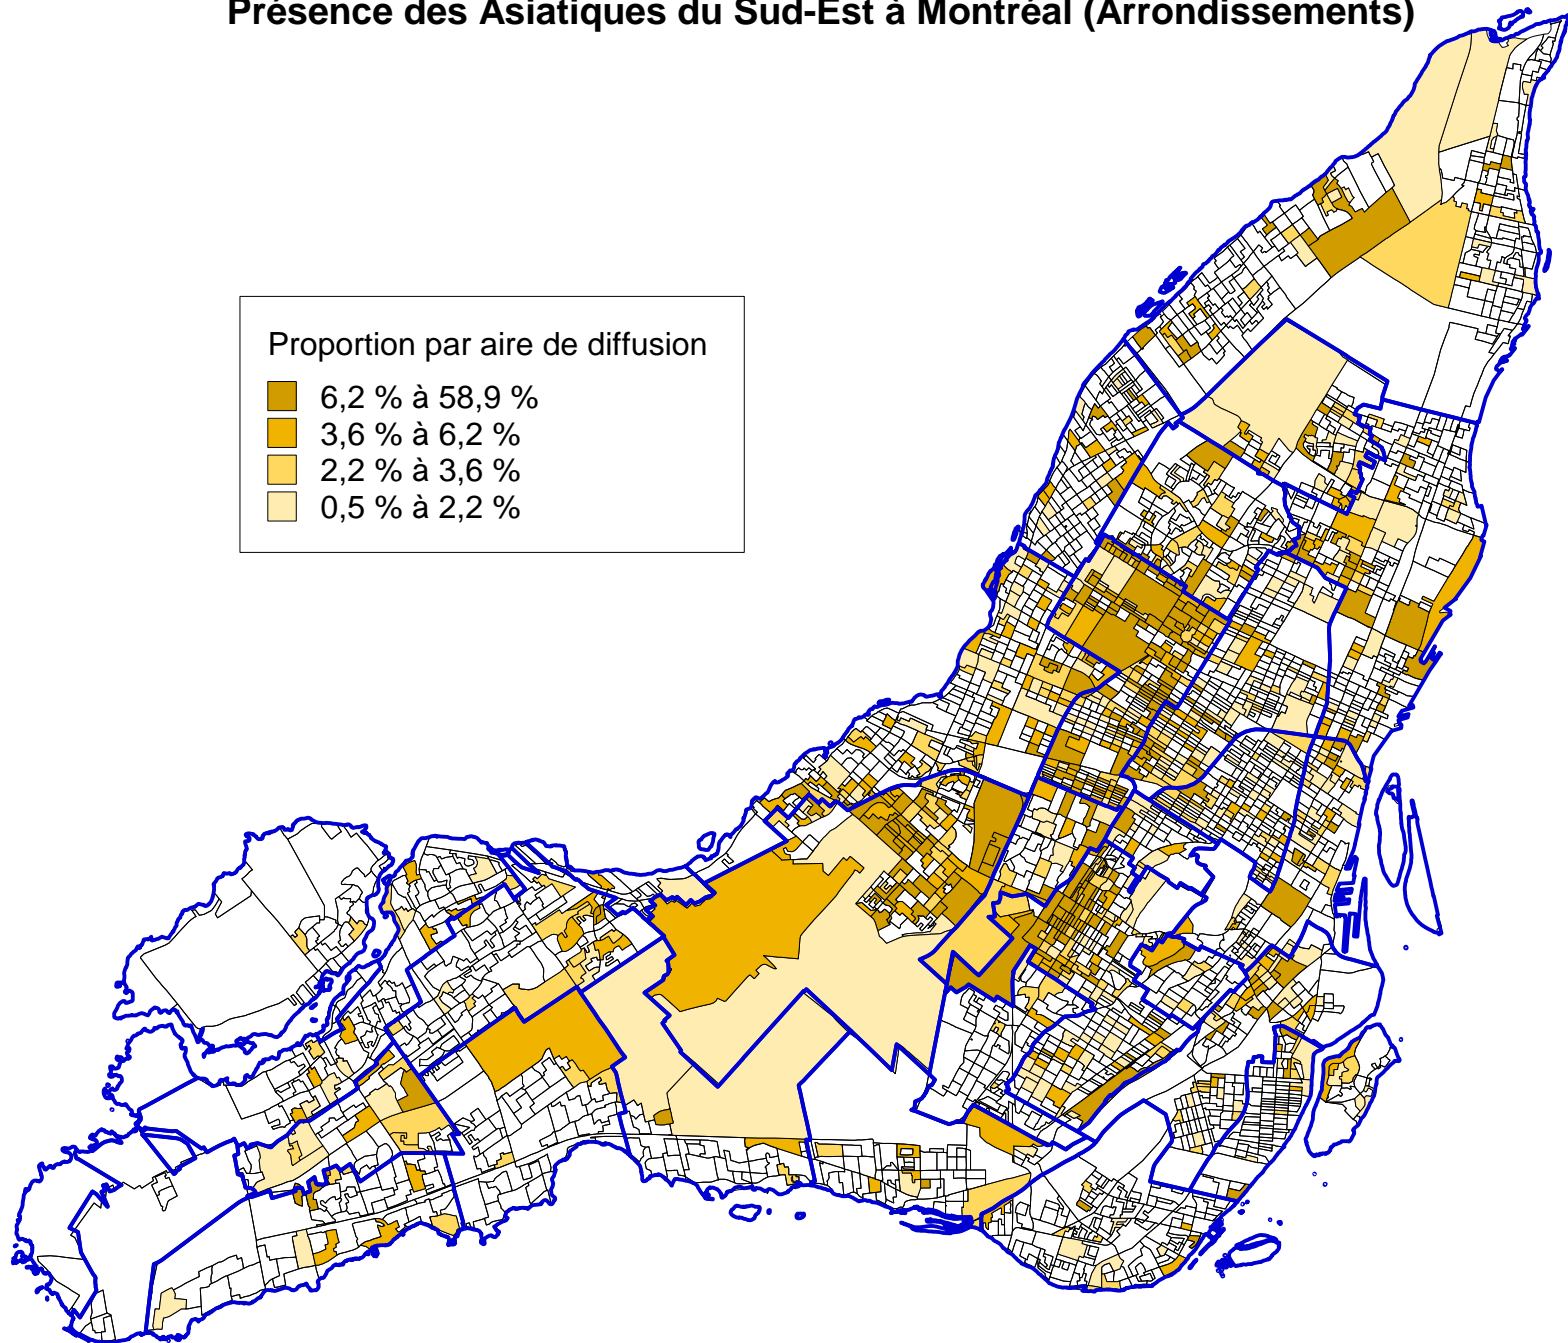 Présence des Asiatiques du Sud-Est à Montréal (Arrondissements)
Proportion par aire de diffusion
6,2 % à 58,9 %
3,6 % à 6,2 %
2,2 % à 3,6 %
0,5 % à 2,2 %